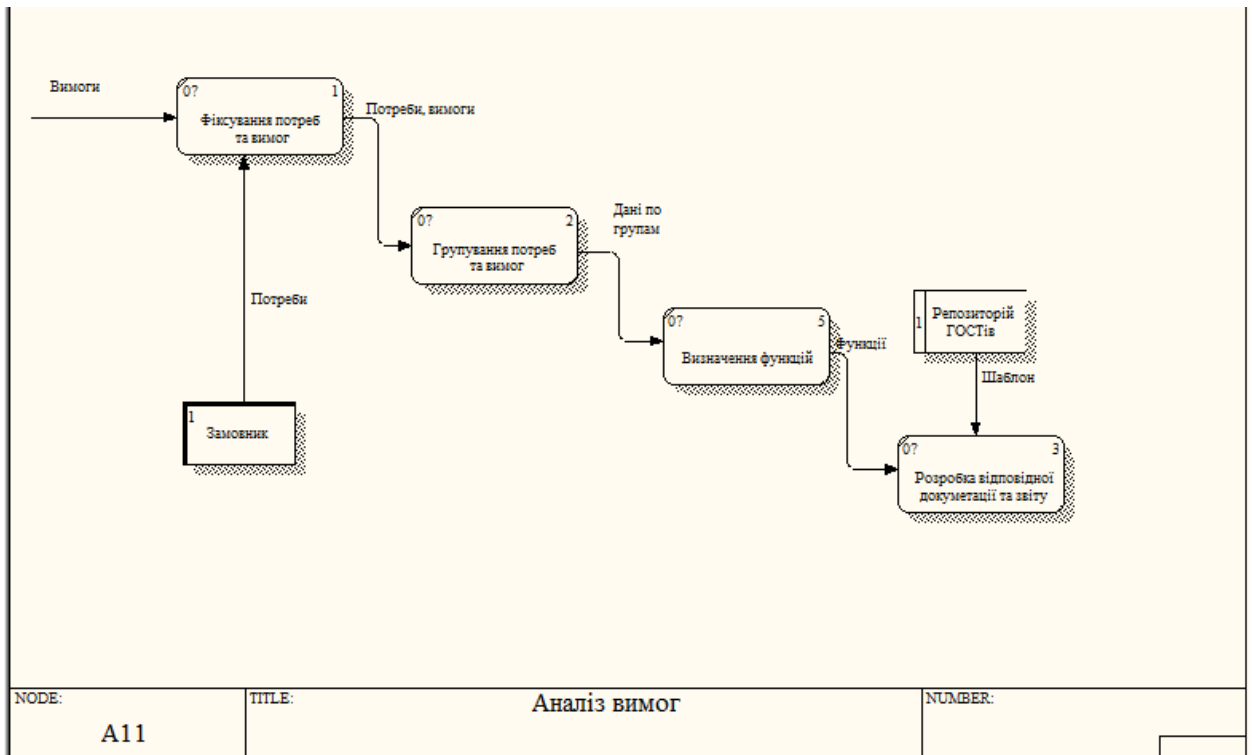 Вимоги
0? 1
Фіксування потреб
та вимог
Потреби, вимоги
0? 2
Групування потреб
та вимог
Дані по
групам
Потреби
0? 5
Визначення функцій
Функції
1
Репозиторій
ГОСТів
Шаблон
1
Замовник
0? 3
Розробка відповідної
докуметації та звіту
NODE: TITLE: Аналіз вимог NUMBER:
A11